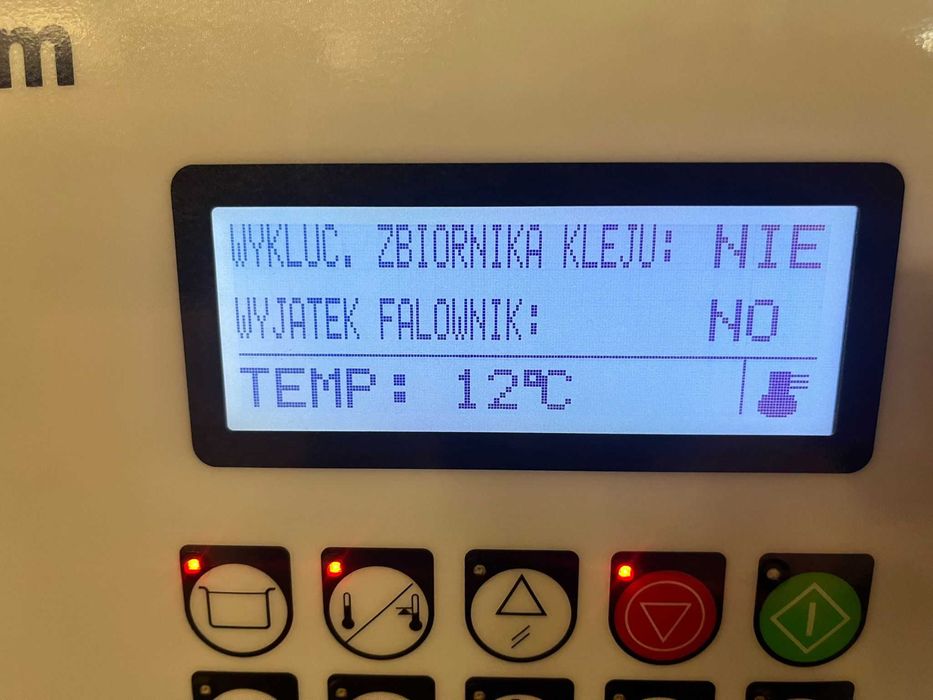 m
WYKLUC. ZBIORNIKA KLEJU: NIE
WYJATEK FALOWNIK: NO
TEMP: 12°C